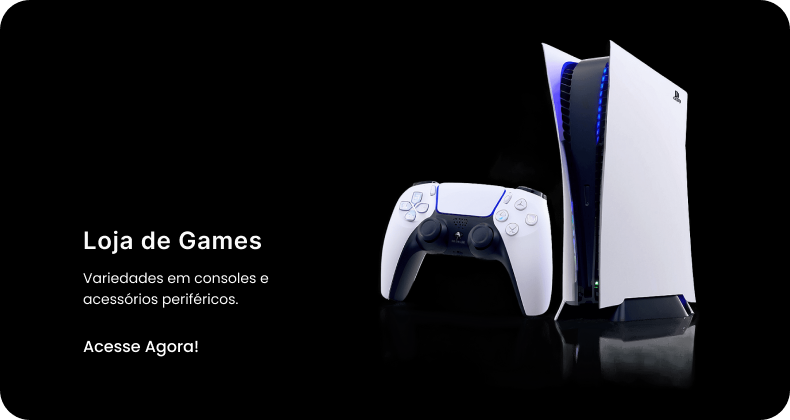 Loja de Games
Variedades em consoles e
acessórios periféricos.
Acesse Agora!